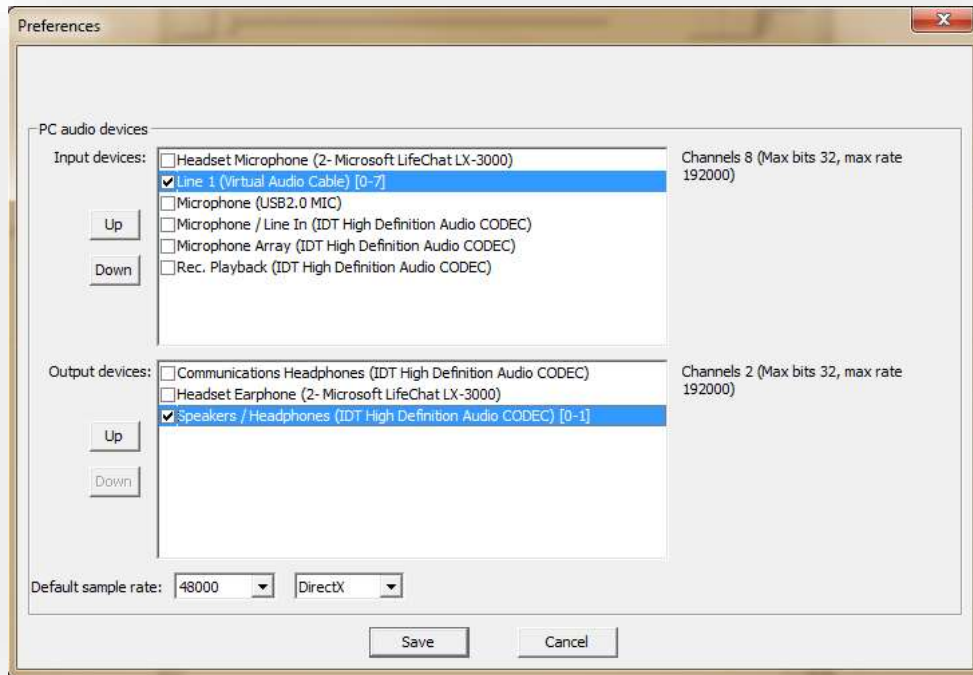 Preferences
PC audio devices
Input devices:
Headset Microphone (2- Microsoft LifeChat LX-3000)
Line 1 (Virtual Audio Cable) [0-7]
Microphone (USB2.0 MIC)
Microphone / Line In (IDT High Definition Audio CODEC)
Microphone Array (IDT High Definition Audio CODEC)
Rec. Playback (IDT High Definition Audio CODEC)
Channels 8 (Max bits 32, max rate
192000)
Up
Down
Output devices:
Communications Headphones (IDT High Definition Audio CODEC)
Headset Earphone (2- Microsoft LifeChat LX-3000)
Speakers / Headphones (IDT High Definition Audio CODEC) [0-1]
Channels 2 (Max bits 32, max rate
192000)
Up
Down
Default sample rate: 48000 DirectX
Save Cancel